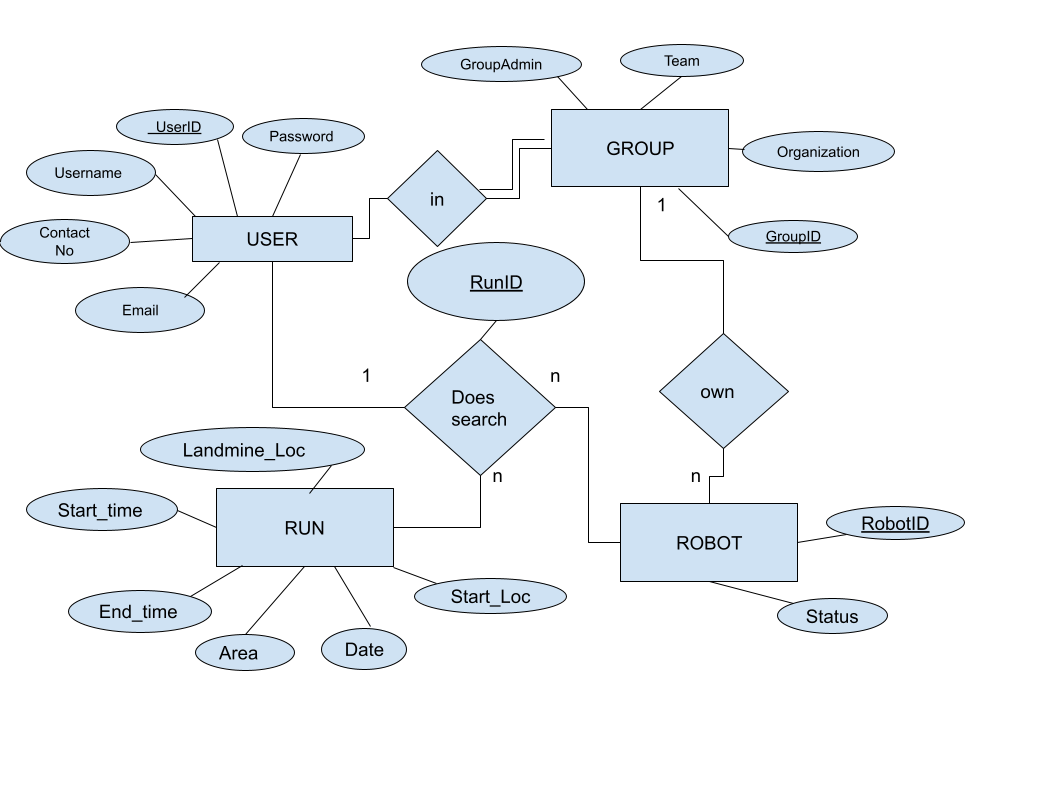 GroupAdmin
Team
_UserID
Password
Username
GROUP
Organization
in
Contact
No
USER
1
GroupID
RunID
Email
1
n
Does
search
own
Landmine_Loc
n
n
Start_time
RUN
ROBOT
RobotID
End_time
Start_Loc
Status
Area
Date